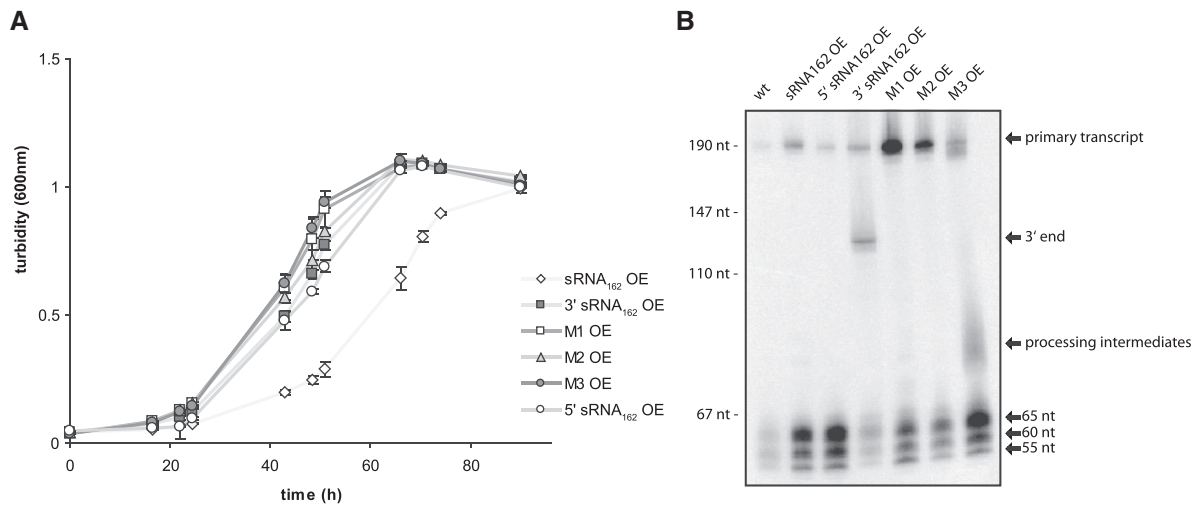 A
1.5
1
0.5
0
turbidity (600nm)
0
20
40
60
80
time (h)
sRNA162 OE
3' sRNA162 OE
M1 OE
M2 OE
M3 OE
5' sRNA162 OE
B
wt
sRNA162 OE
5' sRNA162 OE
3' sRNA162 OE
M1 OE
M2 OE
M3 OE
190 nt -
147 nt -
110 nt -
67 nt -
primary transcript
3' end
processing intermediates
65 nt
60 nt
55 nt